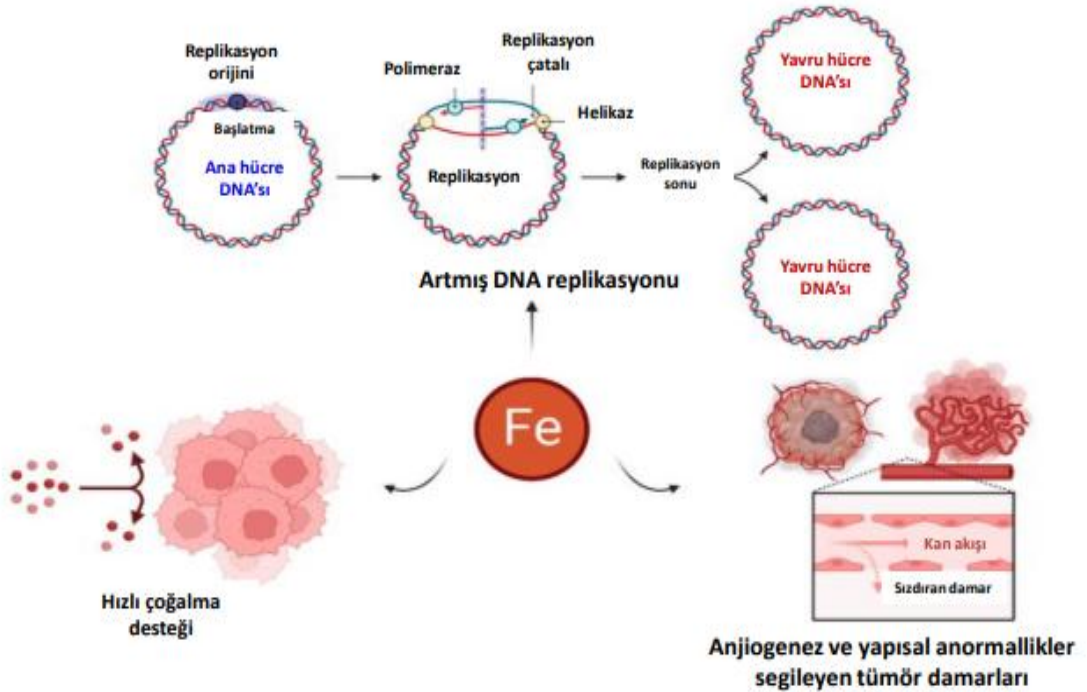 Replikasyon
orijini
Başlatma
Ana hücre
DNA'sı
Polimeraz
Replikasyon
çatalı
Helikaz
Replikasyon
Replikasyon
sonu
Yavru hücre
DNA'sı
Yavru hücre
DNA'sı
Artmış DNA replikasyonu
Fe
Hızlı çoğalma
desteği
Kan akışı
Sızdıran damar
Anjiogenez ve yapısal anormallikler
segileyen tümör damarları